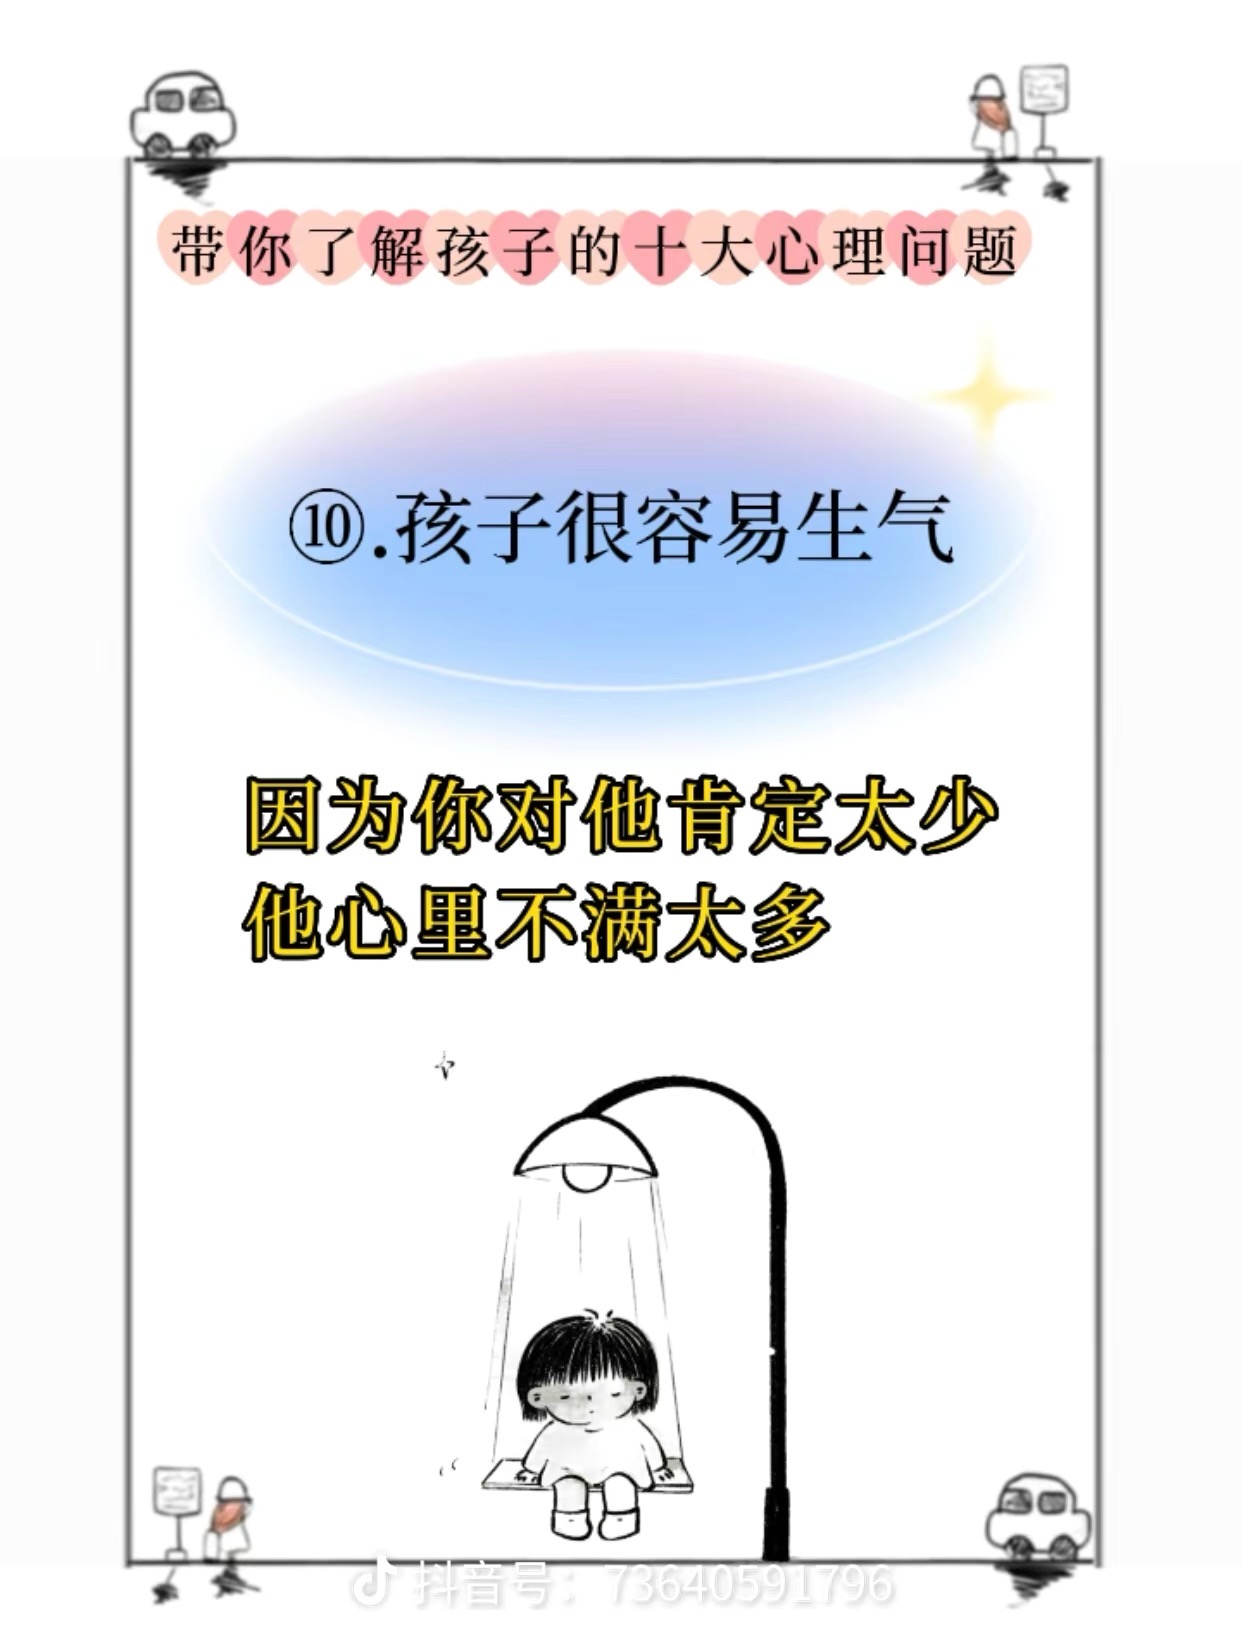 带你了解孩子的十大心理问题
⑩.孩子很容易生气
因为你对他肯定太少
他心里不满太多
抖音号：73640591796